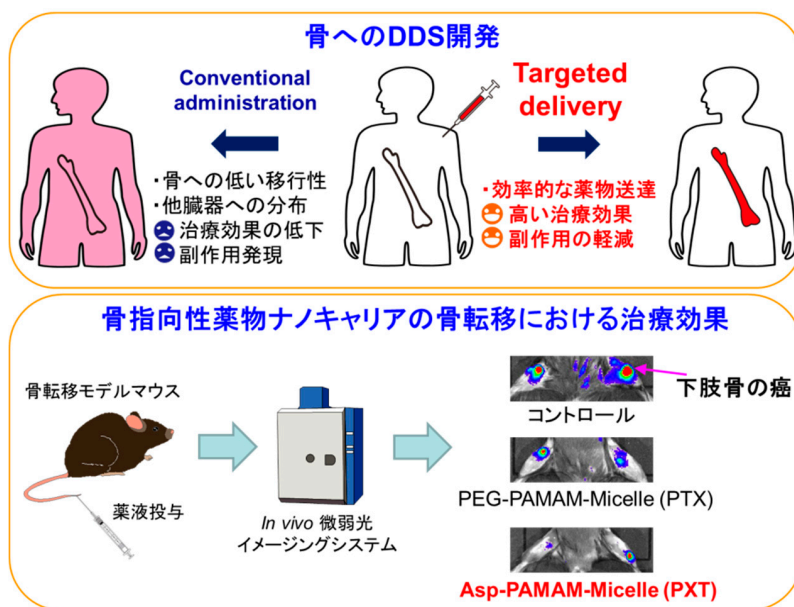 骨へのDDS開発
Conventional
administration
Targeted
delivery
・骨への低い移行性
・他臓器への分布
治療効果の低下
副作用発現
・効率的な薬物送達
高い治療効果
副作用の軽減
骨指向性薬物ナノキャリアの骨転移における治療効果
骨転移モデルマウス
薬液投与
In vivo 微弱光
イメージングシステム
下肢骨の癌
コントロール
PEG-PAMAM-Micelle (PTX)
Asp-PAMAM-Micelle (PXT)